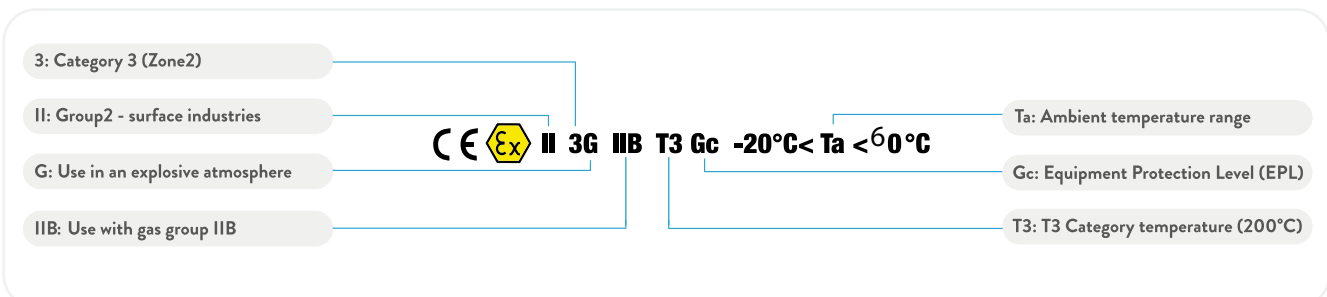 3: Category 3 (Zone2)
II: Group2 - surface industries
G: Use in an explosive atmosphere
IIB: Use with gas group IIB
CE Ex II 3G IIB T3 Gc -20°C< Ta <60°C
Ta: Ambient temperature range
Gc: Equipment Protection Level (EPL)
T3: T3 Category temperature (200°C)